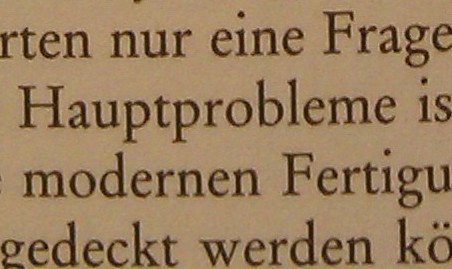 rten nur eine Frage
Hauptprobleme is
modernen Fertigu
gedeckt werden kö